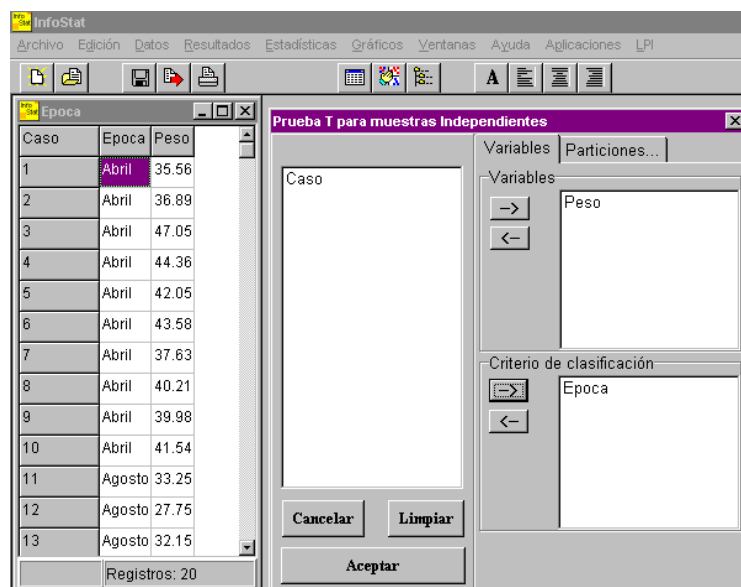 InfoStat
Archivo Edición Datos Resultados Estadísticas Gráficos Ventanas Ayuda Aplicaciones LPI
A
Epoca
Caso Epoca Peso
1 Abril 35.56
2 Abril 36.89
3 Abril 47.05
4 Abril 44.36
5 Abril 42.05
6 Abril 43.58
7 Abril 37.63
8 Abril 40.21
9 Abril 39.98
10 Abril 41.54
11 Agosto 33.25
12 Agosto 27.75
13 Agosto 32.15
Registros: 20
Prueba T para muestras Independientes
Caso
Cancelar Limpiar
Aceptar
Variables Particiones...
Variables
-->
<--
Peso
Criterio de clasificación
-->
<--
Epoca